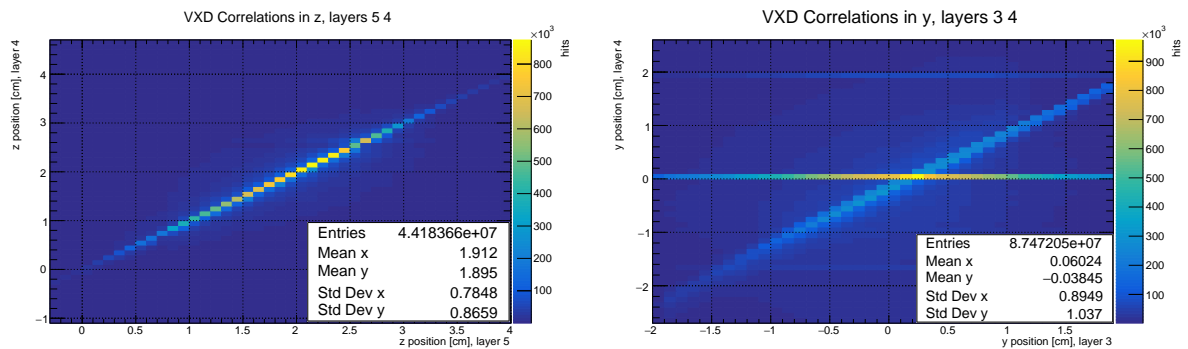 VXD Correlations in z, layers 5 4
×10³
hits
800
700
600
500
400
300
200
100
z position [cm], layer 4
4
3
2
1
0
−1
0 0.5 1 1.5 2 2.5 3 3.5 4
z position [cm], layer 5
Entries 4.418366e+07
Mean x 1.912
Mean y 1.895
Std Dev x 0.7848
Std Dev y 0.8659
VXD Correlations in y, layers 3 4
×10³
hits
900
800
700
600
500
400
300
200
100
y position [cm], layer 4
2
1
0
−1
−2
−2 −1.5 −1 −0.5 0 0.5 1 1.5
y position [cm], layer 3
Entries 8.747205e+07
Mean x 0.06024
Mean y −0.03845
Std Dev x 0.8949
Std Dev y 1.037